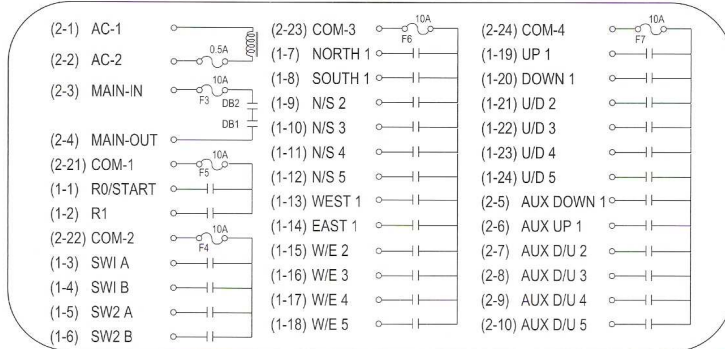 (2-1) AC-1
(2-2) AC-2
0.5A
(2-3) MAIN-IN
10A
F3
DB2
DB1
(2-4) MAIN-OUT
(2-21) COM-1
10A
F5
(1-1) R0/START
(1-2) R1
(2-22) COM-2
10A
F4
(1-3) SWI A
(1-4) SWI B
(1-5) SW2 A
(1-6) SW2 B
(2-23) COM-3
10A
F6
(1-7) NORTH 1
(1-8) SOUTH 1
(1-9) N/S 2
(1-10) N/S 3
(1-11) N/S 4
(1-12) N/S 5
(1-13) WEST 1
(1-14) EAST 1
(1-15) W/E 2
(1-16) W/E 3
(1-17) W/E 4
(1-18) W/E 5
(2-24) COM-4
10A
F7
(1-19) UP 1
(1-20) DOWN 1
(1-21) U/D 2
(1-22) U/D 3
(1-23) U/D 4
(1-24) U/D 5
(2-5) AUX DOWN 1
(2-6) AUX UP 1
(2-7) AUX D/U 2
(2-8) AUX D/U 3
(2-9) AUX D/U 4
(2-10) AUX D/U 5